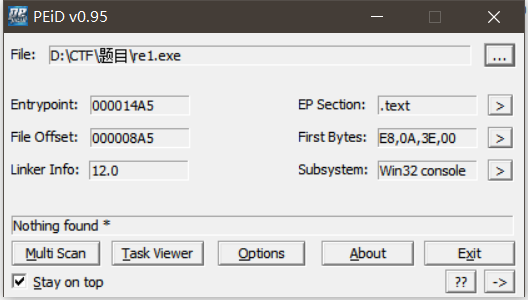 PEiD v0.95
File: D:\CTF\题目\re1.exe ...
Entrypoint: 000014A5 EP Section: .text >
File Offset: 000008A5 First Bytes: E8,0A,3E,00 >
Linker Info: 12.0 Subsystem: Win32 console >
Nothing found *
Multi Scan Task Viewer Options About Exit
Stay on top ?? ->